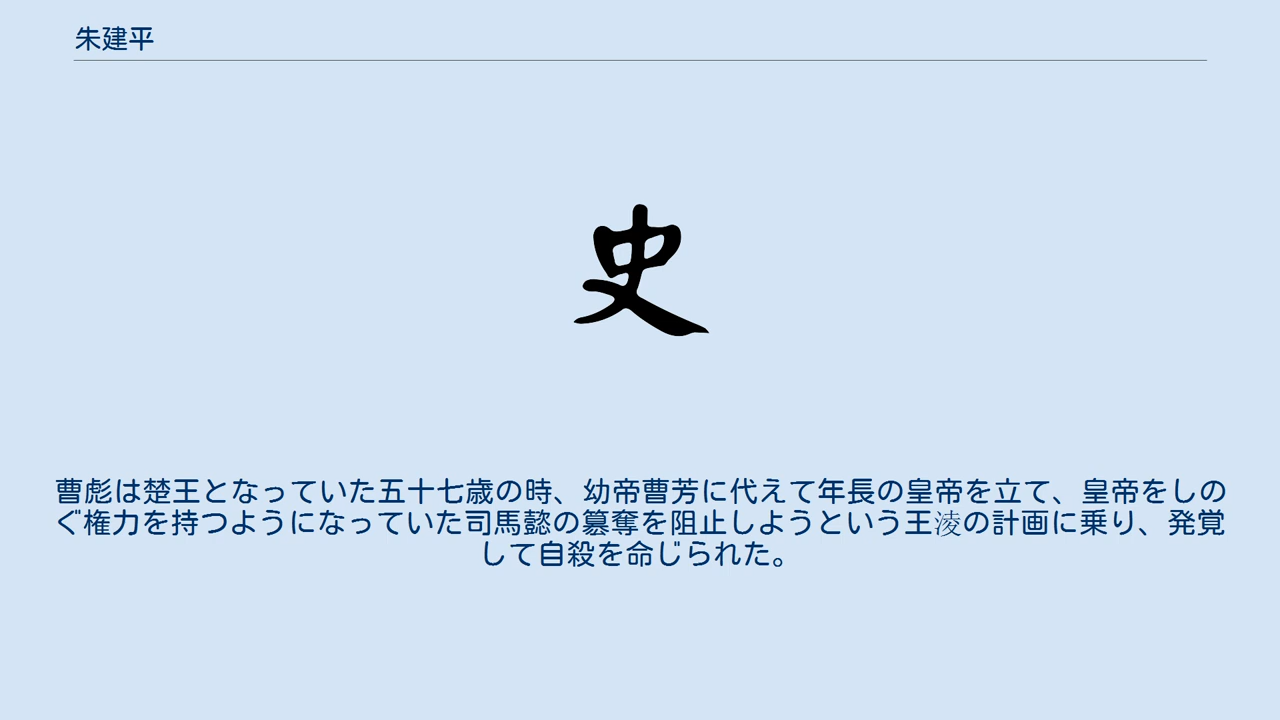 朱建平
史
曹彪は楚王となっていた五十七歳の時、幼帝曹芳に代えて年長の皇帝を立て、皇帝をしの
ぐ権力を持つようになっていた司馬懿の簒奪を阻止しようという王淩の計画に乗り、発覚
して自殺を命じられた。